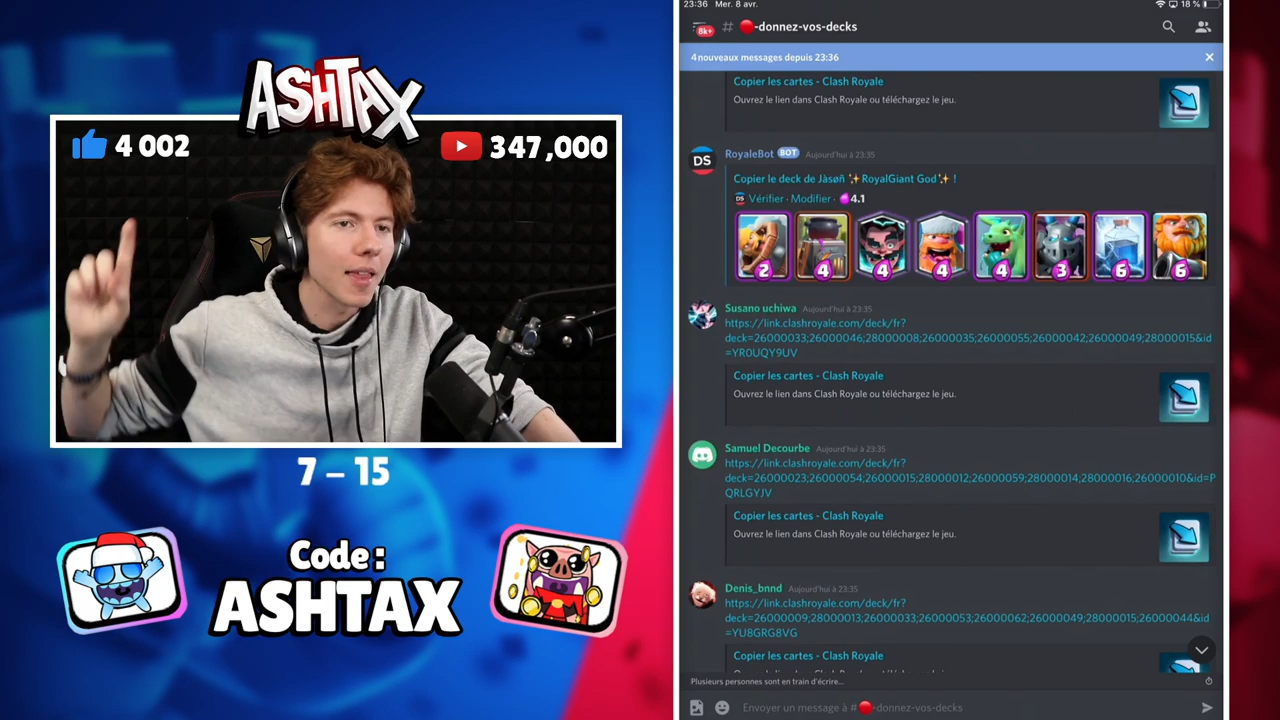 ASHTAX
4 002
347,000
7 – 15
Code :
ASHTAX
23:36 Mer. 8 avr.
18 %
8k+
# 🔴-donnez-vos-decks
4 nouveaux messages depuis 23:36
Copier les cartes - Clash Royale
Ouvrez le lien dans Clash Royale ou téléchargez le jeu.
DS
RoyaleBot BOT Aujourd'hui à 23:35
Copier le deck de Jàsøñ ✨RoyalGiant God✨ !
DS Vérifier · Modifier · 4.1
2 4 4 4 4 3 6 6
Susano uchiwa Aujourd'hui à 23:35
https://link.clashroyale.com/deck/fr?
deck=26000033;26000046;28000008;26000035;26000055;26000042;26000049;28000015&id
=YR0UQY9UV
Copier les cartes - Clash Royale
Ouvrez le lien dans Clash Royale ou téléchargez le jeu.
Samuel Decourbe Aujourd'hui à 23:35
https://link.clashroyale.com/deck/fr?
deck=26000023;26000054;26000015;28000012;26000059;28000014;28000016;26000010&id=P
QRLGYJV
Copier les cartes - Clash Royale
Ouvrez le lien dans Clash Royale ou téléchargez le jeu.
Denis_bnnd Aujourd'hui à 23:35
https://link.clashroyale.com/deck/fr?
deck=26000009;28000013;26000033;26000053;26000062;26000049;28000015;26000044&id
=YU8GRG8VG
Copier les cartes - Clash Royale
Plusieurs personnes sont en train d'écrire...
Envoyer un message à # 🔴-donnez-vos-decks